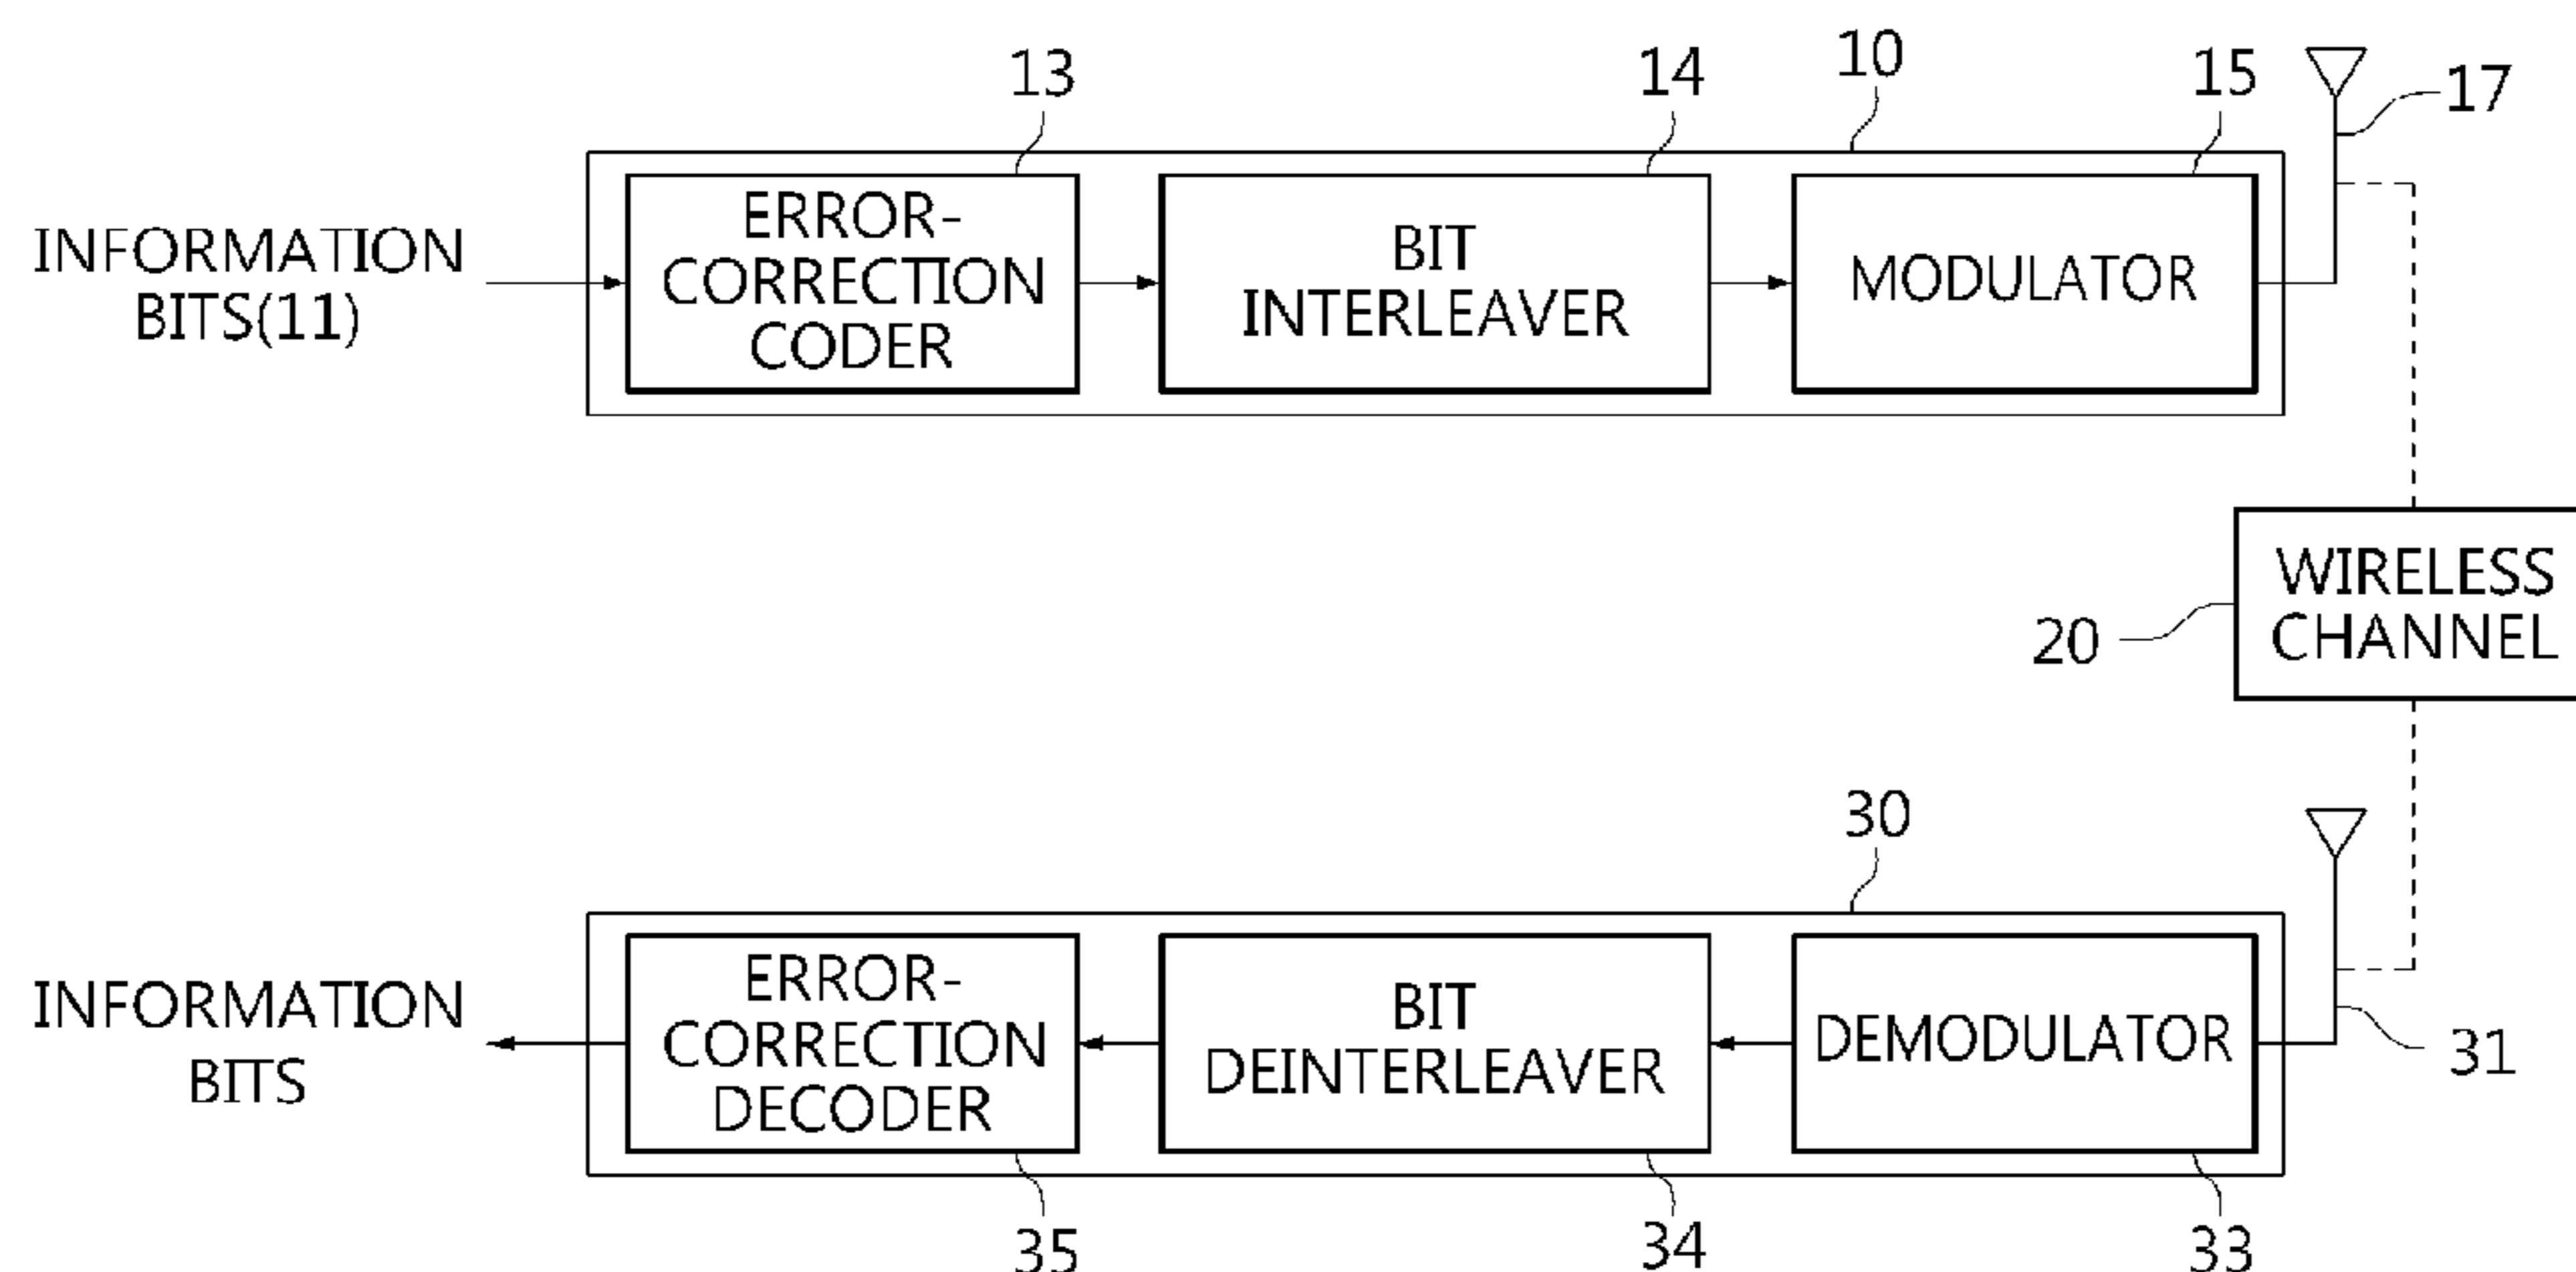 13
14
10
15
17
INFORMATION
BITS(11)
ERROR-
CORRECTION
CODER
BIT
INTERLEAVER
MODULATOR
WIRELESS
CHANNEL
20
30
INFORMATION
BITS
ERROR-
CORRECTION
DECODER
BIT
DEINTERLEAVER
DEMODULATOR
31
35
34
33